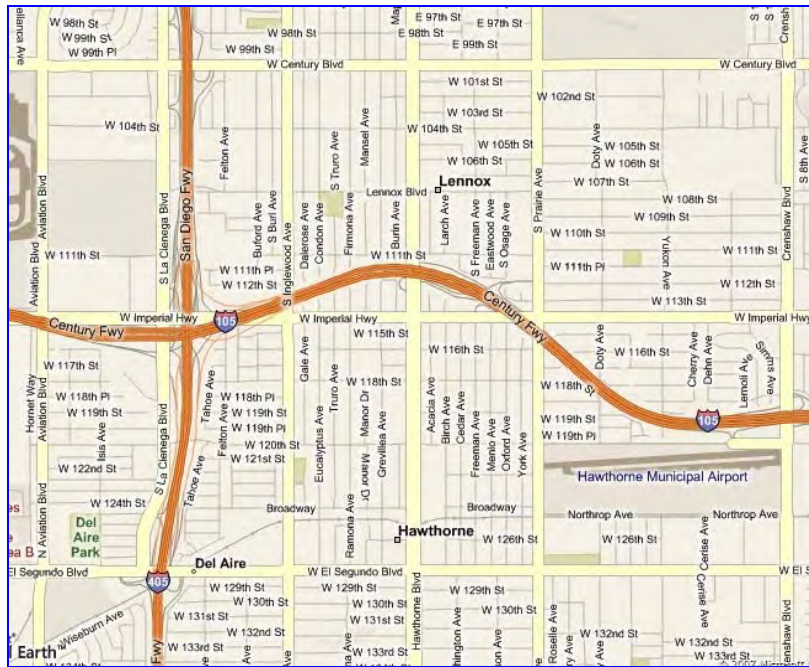 W 98th St
W 99th St
W 99th Pl
W 98th St
W 99th St
E 97th St
E 98th St
E 99th St
E 97th St
W Century Blvd
W Century Blvd
W 101st St
W 102nd St
W 103rd St
W 104th St
W 104th St
W 105th St
W 106th St
W 105th St
W 106th St
W 107th St
Felton Ave
S Truro Ave
Mansel Ave
Doty Ave
S 8th Ave
Lennox
Lennox Blvd
W 108th St
W 109th St
W 110th St
W 111th St
W 111th Pl
W 112th St
W 113th St
Aviation Blvd
Aviation Blvd
S La Cienega Blvd
San Diego Fwy
Buford Ave
S Burl Ave
S Inglewood Ave
Dalerose Ave
Condon Ave
Firmona Ave
Burin Ave
Larch Ave
S Freeman Ave
Eastwood Ave
S Osage Ave
S Prairie Ave
Yukon Ave
Crenshaw Blvd
W 111th St
W 111th St
W 111th Pl
W 112th St
Century Fwy
105
W Imperial Hwy
W Imperial Hwy
W Imperial Hwy
Century Fwy
W 115th St
W 116th St
W 116th St
Doty Ave
Cherry Ave
Dehn Ave
Lemoli Ave
Simms Ave
W 117th St
W 118th Pl
W 119th St
Isis Ave
W 122nd St
W 124th St
Hornet Way
Aviation Blvd
N Aviation Blvd
S La Cienega Blvd
S La Cienega Blvd
Tahoe Ave
Tahoe Ave
Felton Ave
W 118th Pl
W 119th St
W 119th Pl
W 120th St
W 121st St
Gale Ave
Truro Ave
Eucalyptus Ave
W 118th St
Manor Dr
Manor Dr
Grevillea Ave
Acacia Ave
Birch Ave
Cedar Ave
Freeman Ave
Menlo Ave
Oxford Ave
York Ave
W 118th St
W 119th St
W 119th Pl
105
Hawthorne Municipal Airport
Del
Aire
Park
Broadway
Broadway
Ramona Ave
Hawthorne
W 126th St
Northrop Ave
Northrop Ave
W 126th St
Cerise Ave
Cerise Ave
Del Aire
W El Segundo Blvd
W El Segundo Blvd
W El Segundo
405
W 129th St
W 130th St
W 131st St
W 132nd St
W 133rd St
W 129th St
W 130th St
W 131st St
W 133rd St
Hawthorne Blvd
W 129th St
W 130th St
Roselle Ave
W 132nd St
W 132nd St
W 133rd St
Crenshaw Blvd
Wiseburn Ave
Earth
Fwy
© 2007